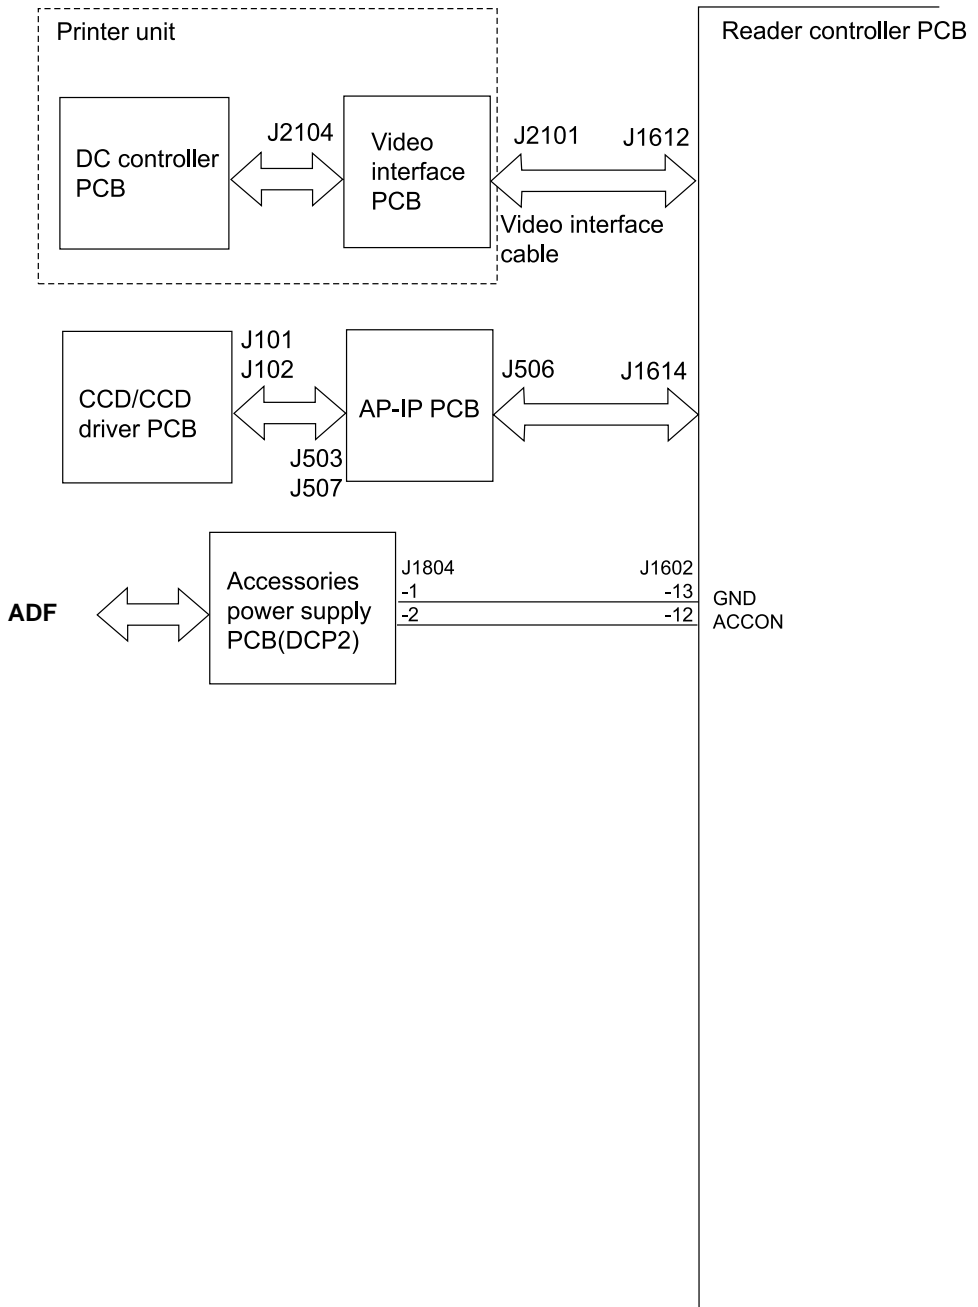 Printer unit
Reader controller PCB
DC controller
PCB
J2104
Video
interface
PCB
J2101
J1612
Video interface
cable
CCD/CCD
driver PCB
J101
J102
J503
J507
AP-IP PCB
J506
J1614
ADF
Accessories
power supply
PCB(DCP2)
J1804
-1
-2
J1602
-13
-12
GND
ACCON